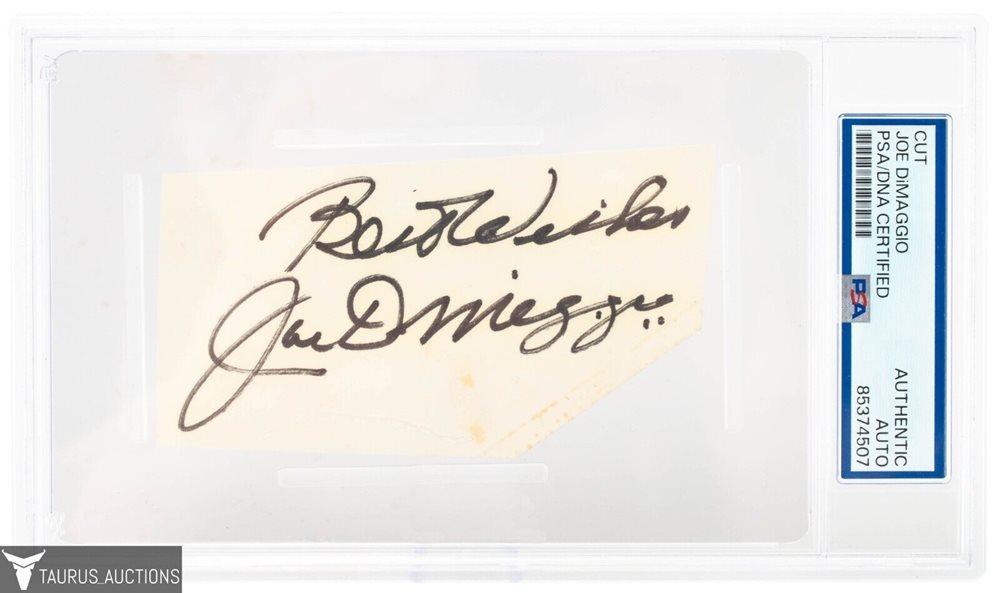 Best Wishes
Joe DiMaggio
CUT
JOE DiMAGGIO
PSA/DNA CERTIFIED
PSA
AUTHENTIC
AUTO
85374507
TAURUS_AUCTIONS